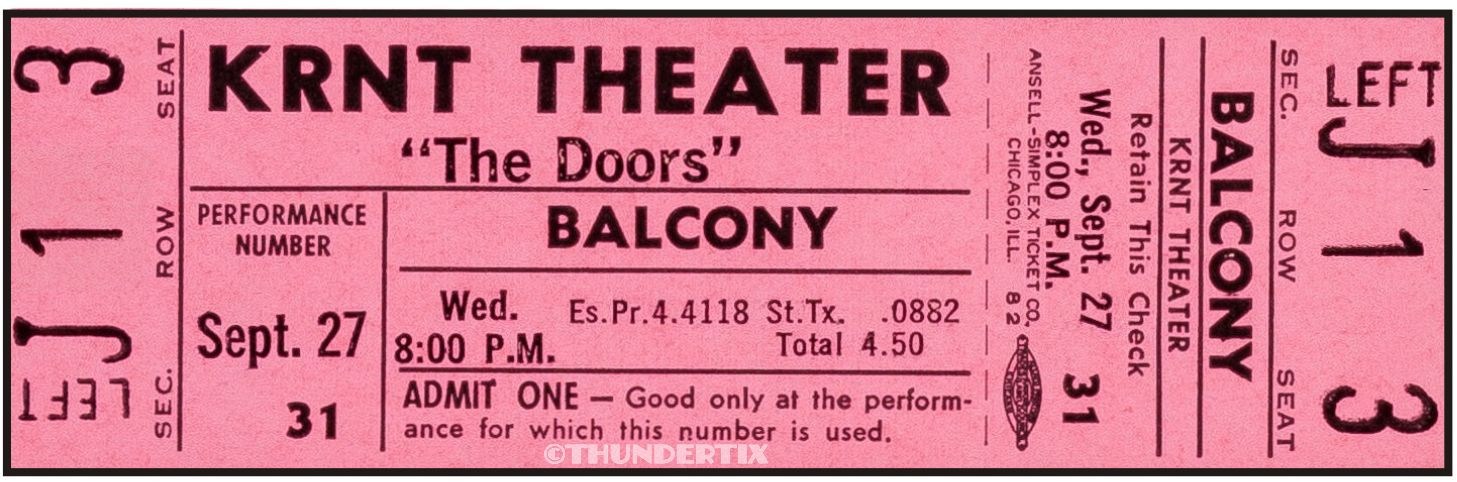 LEFT J 1 3
SEC. ROW SEAT
KRNT THEATER
“The Doors”
PERFORMANCE
NUMBER
Sept. 27
31
BALCONY
Wed.
8:00 P.M.
Es.Pr.4.4118 St.Tx. .0882
Total 4.50
ADMIT ONE — Good only at the perform-
ance for which this number is used.
©THUNDERTIX
ANSELL-SIMPLEX TICKET CO.,
CHICAGO, ILL. 82
8:00 P.M.
Wed., Sept. 27 31
Retain This Check
KRNT THEATER
BALCONY
SEC. ROW SEAT
LEFT J 1 3